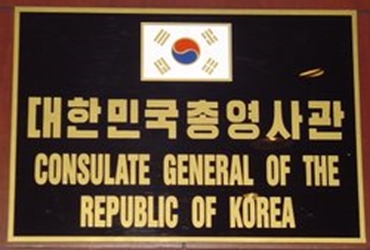 대한민국총영사관
CONSULATE GENERAL OF THE
REPUBLIC OF KOREA